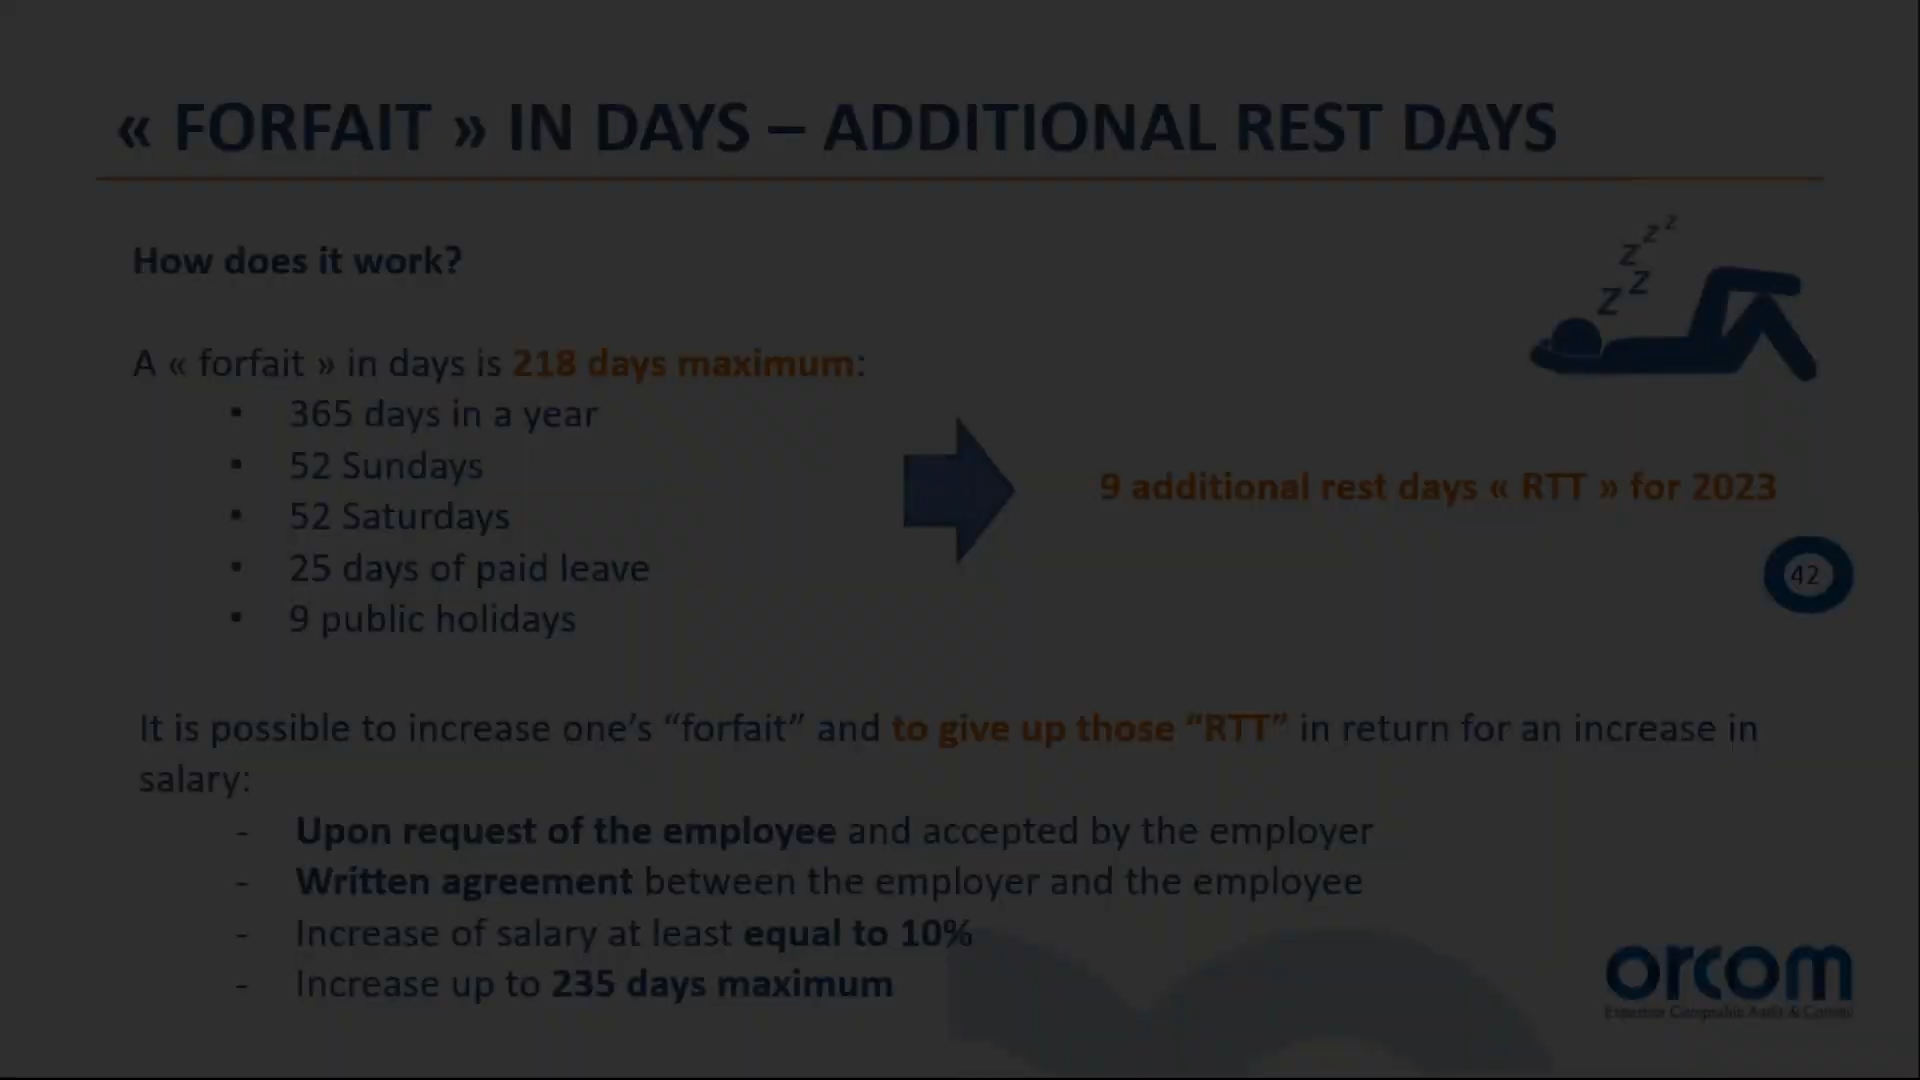 « FORFAIT » IN DAYS – ADDITIONAL REST DAYS
How does it work?
z z z z z
A « forfait » in days is 218 days maximum:
• 365 days in a year
• 52 Sundays
• 52 Saturdays
• 25 days of paid leave
• 9 public holidays
9 additional rest days « RTT » for 2023
42
It is possible to increase one’s “forfait” and to give up those “RTT” in return for an increase in
salary:
- Upon request of the employee and accepted by the employer
- Written agreement between the employer and the employee
- Increase of salary at least equal to 10%
- Increase up to 235 days maximum
orcom
Expertise Comptable Audit & Conseil